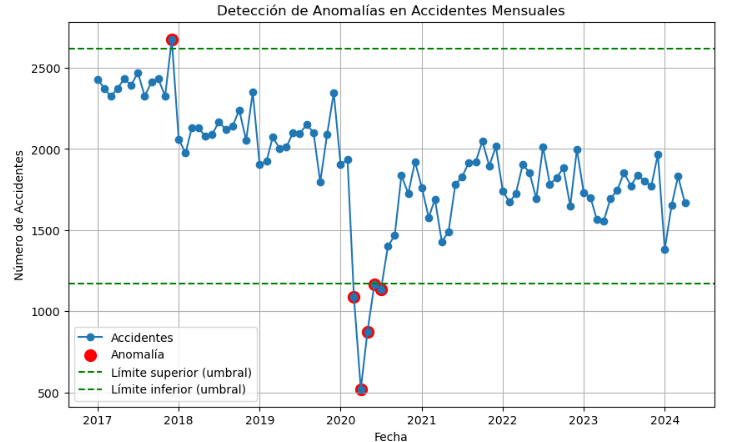 Detección de Anomalías en Accidentes Mensuales
Número de Accidentes
2500
2000
1500
1000
500
Accidentes
Anomalía
Límite superior (umbral)
Límite inferior (umbral)
2017 2018 2019 2020 2021 2022 2023 2024
Fecha